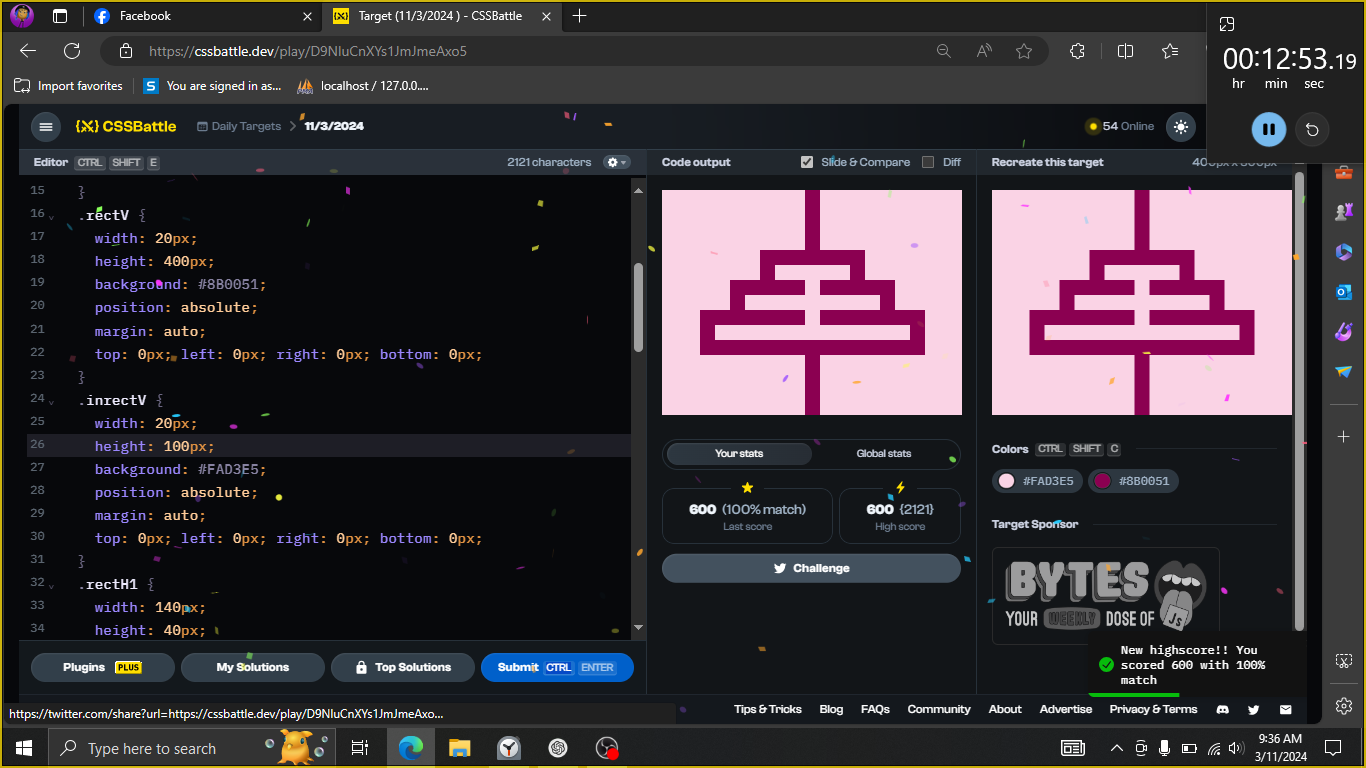 Facebook
Target (11/3/2024 ) - CSSBattle
https://cssbattle.dev/play/D9NIuCnXYs1JmJmeAxo5
00:12:53.19
hr min sec
Import favorites
You are signed in as...
localhost / 127.0.0....
CSSBattle
Daily Targets
11/3/2024
54 Online
Editor CTRL SHIFT E
2121 characters
Code output
Slide & Compare
Diff
Recreate this target
15 }
16 .rectV {
17 width: 20px;
18 height: 400px;
19 background: #8B0051;
20 position: absolute;
21 margin: auto;
22 top: 0px; left: 0px; right: 0px; bottom: 0px;
23 }
24 .inrectV {
25 width: 20px;
26 height: 100px;
27 background: #FAD3E5;
28 position: absolute;
29 margin: auto;
30 top: 0px; left: 0px; right: 0px; bottom: 0px;
31 }
32 .rectH1 {
33 width: 140px;
34 height: 40px;
Your stats
Global stats
600 (100% match)
Last score
600 {2121}
High score
Challenge
Colors CTRL SHIFT C
#FAD3E5
#8B0051
Target Sponsor
BYTES
YOUR WEEKLY DOSE OF JS
Plugins PLUS
My Solutions
Top Solutions
Submit CTRL ENTER
New highscore!! You
scored 600 with 100%
match
https://twitter.com/share?url=https://cssbattle.dev/play/D9NIuCnXYs1JmJmeAxo...
Tips & Tricks
Blog
FAQs
Community
About
Advertise
Privacy & Terms
Type here to search
9:36 AM
3/11/2024